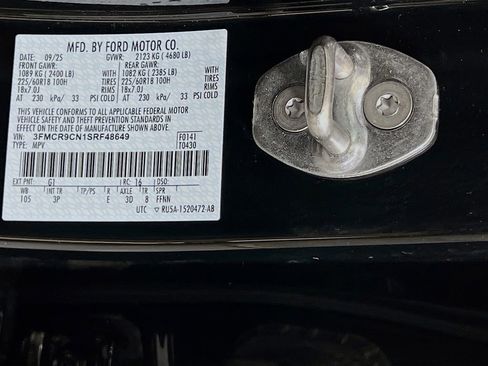 MFD. BY FORD MOTOR CO.
DATE: 09/25 GVWR: 2123 KG ( 4680 LB)
FRONT GAWR: REAR GAWR:
1089 KG ( 2400 LB) 1082 KG ( 2385 LB)
225/60R18 100H TIRES 225/60R18 100H
18x7.0J RIMS 18x7.0J
AT 230 kPa/ 33 PSI COLD AT 230 kPa/ 33 PSI COLD
THIS VEHICLE CONFORMS TO ALL APPLICABLE FEDERAL MOTOR
VEHICLE SAFETY AND THEFT PREVENTION STANDARDS IN
EFFECT ON THE DATE OF MANUFACTURE SHOWN ABOVE.
VIN: 3FMCR9CN1SRF48649 F0141
TYPE: MPV T0430
EXT PNT: G1 RC: 16 DSO:
WB INT TR TP/PS R AXLE TR SPR
105 3P E 3D 8 FFNN
UTC RU5A-1520472-AB